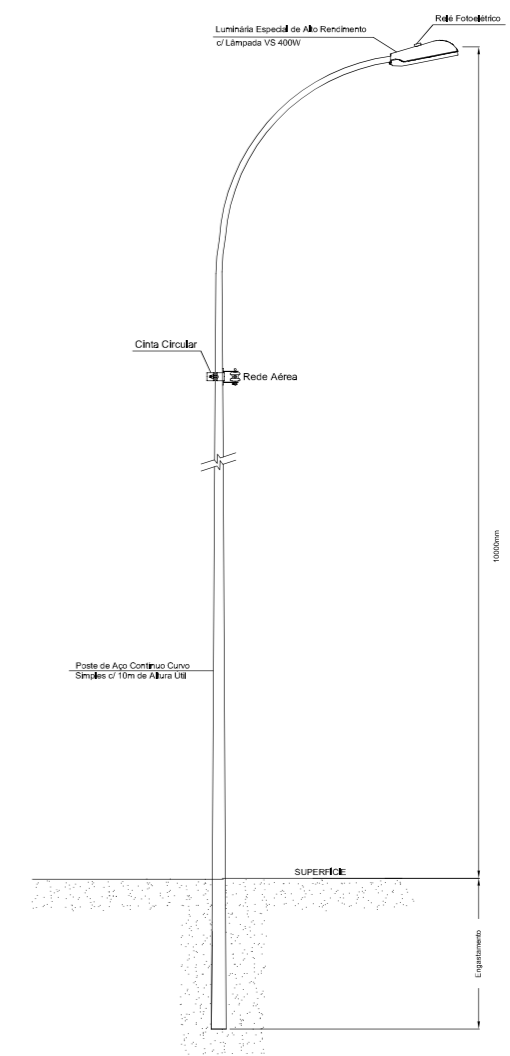 Relé Fotoelétrico
Luminária Especial de Alto Rendimento
c/ Lâmpada VS 400W
Cinta Circular
Rede Aérea
10000mm
Poste de Aço Contínuo Curvo
Simples c/ 10m de Altura Útil
SUPERFÍCIE
Engastamento